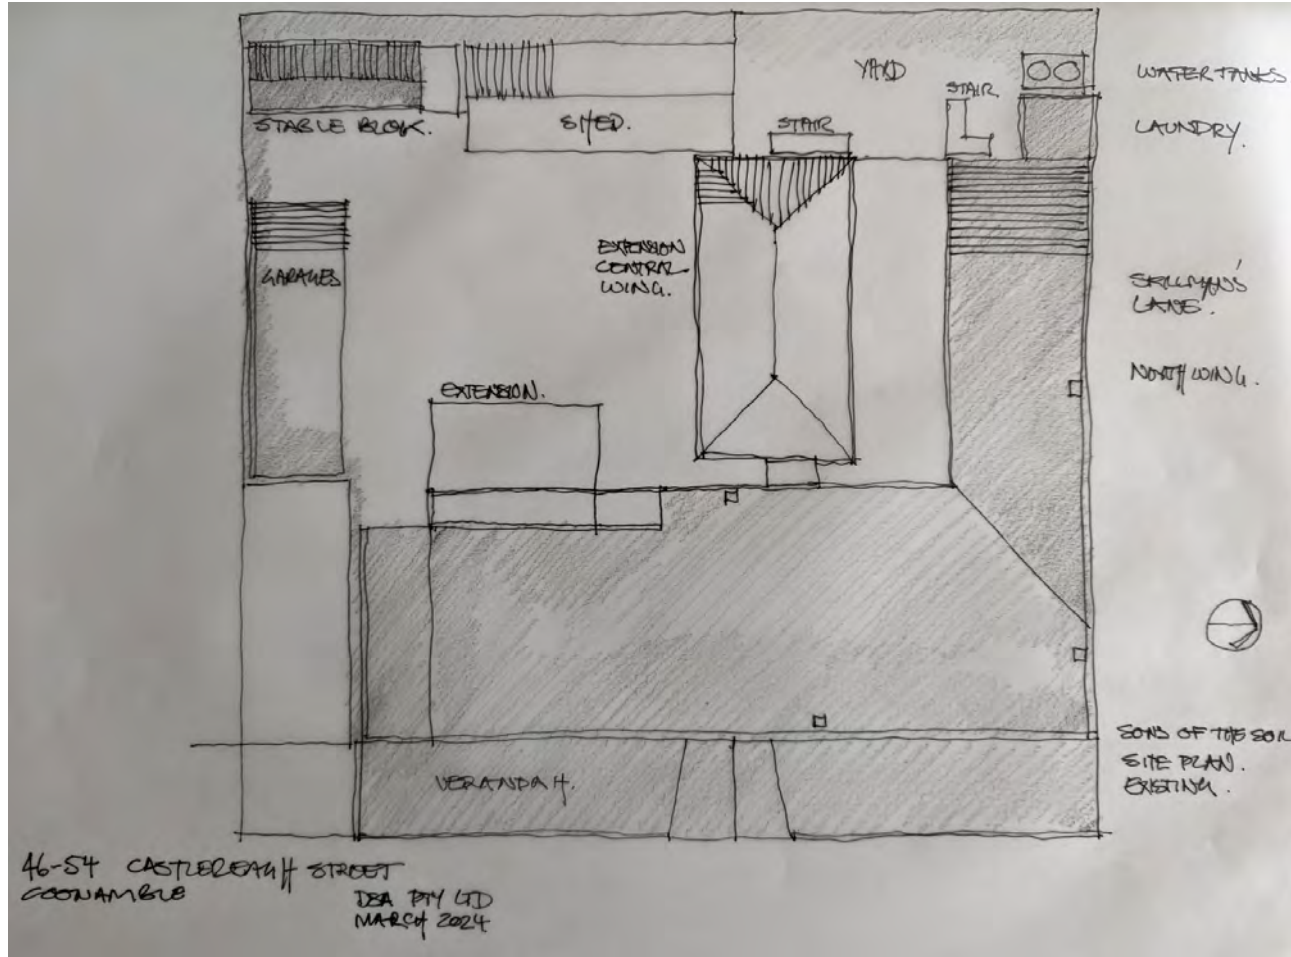 YARD
WATER TANKS
STAIR
STABLE BLOCK.
SHED.
STAIR
LAUNDRY.
EXTENSION
CENTRAL
WING.
GARAGES
SKILLMAN'S
LANE.
EXTENSION.
NORTH WING.
SONS OF THE SOIL
SITE PLAN.
EXISTING.
VERANDAH.
46-54 CASTLEREAGH STREET
COONAMBLE
DSA PTY LTD
MARCH 2024